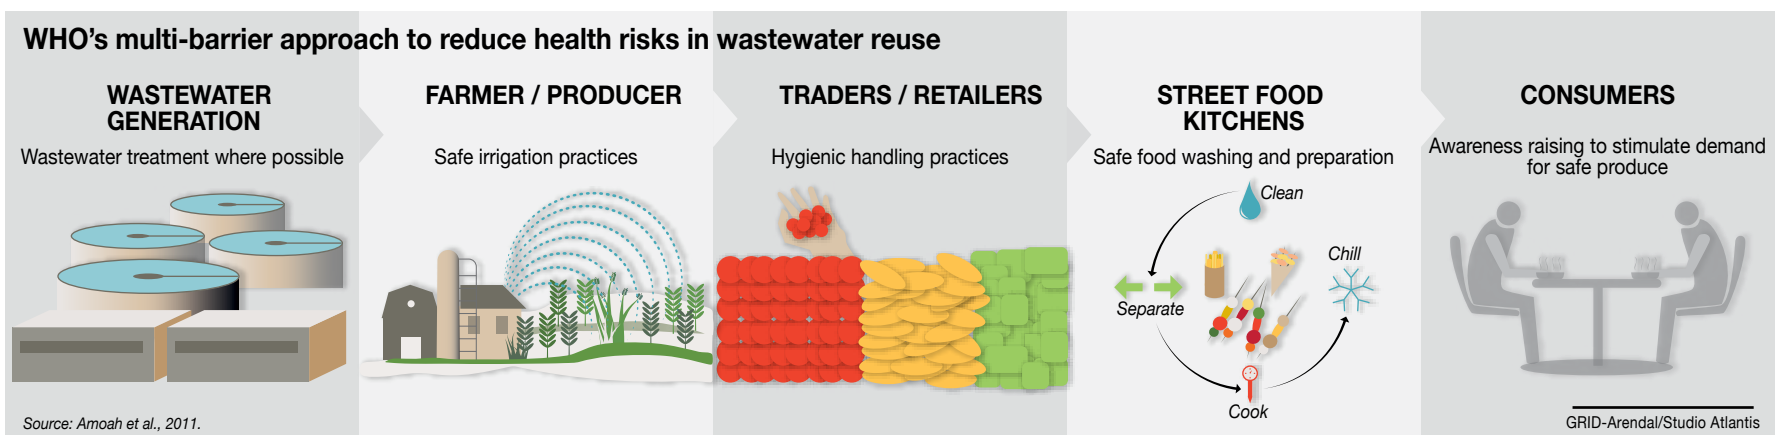 WHO's multi-barrier approach to reduce health risks in wastewater reuse
WASTEWATER
GENERATION
Wastewater treatment where possible
FARMER / PRODUCER
Safe irrigation practices
TRADERS / RETAILERS
Hygienic handling practices
STREET FOOD
KITCHENS
Safe food washing and preparation
Clean
Separate
Cook
Chill
CONSUMERS
Awareness raising to stimulate demand
for safe produce
Source: Amoah et al., 2011.
GRID-Arendal/Studio Atlantis